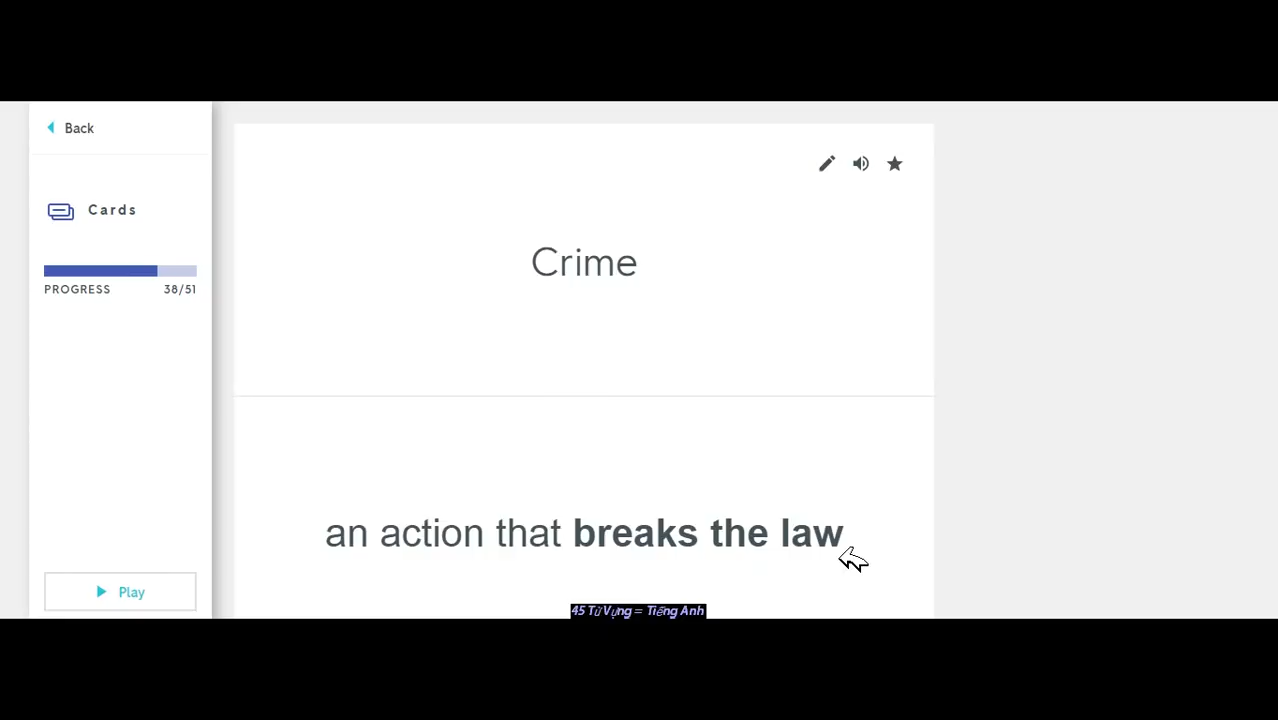 Back
Cards
PROGRESS 38/51
Play
Crime
an action that breaks the law
45 Từ Vựng = Tiếng Anh